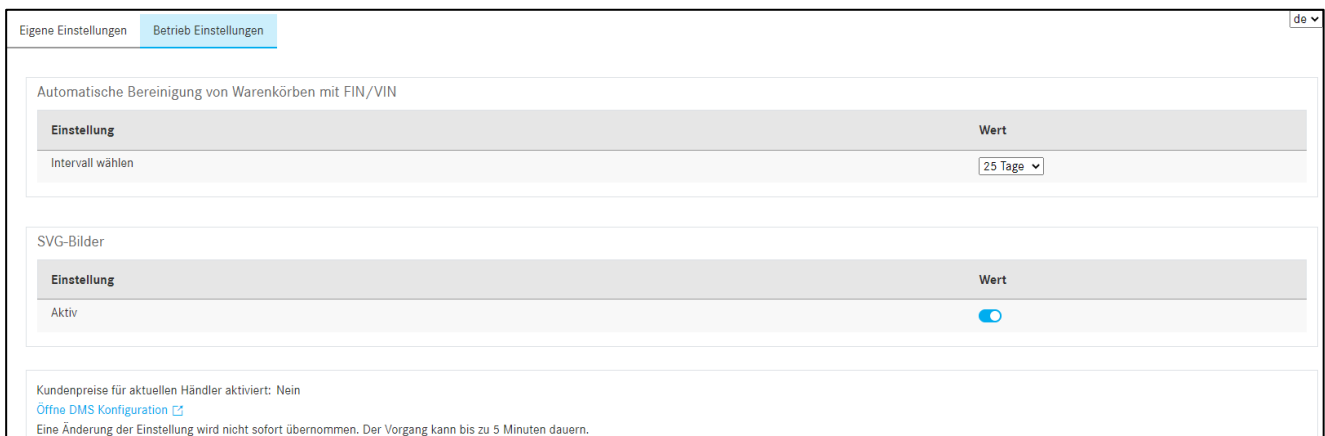 de
Eigene Einstellungen Betrieb Einstellungen
Automatische Bereinigung von Warenkörben mit FIN/VIN
Einstellung Wert
Intervall wählen 25 Tage
SVG-Bilder
Einstellung Wert
Aktiv
Kundenpreise für aktuellen Händler aktiviert: Nein
Öffne DMS Konfiguration
Eine Änderung der Einstellung wird nicht sofort übernommen. Der Vorgang kann bis zu 5 Minuten dauern.